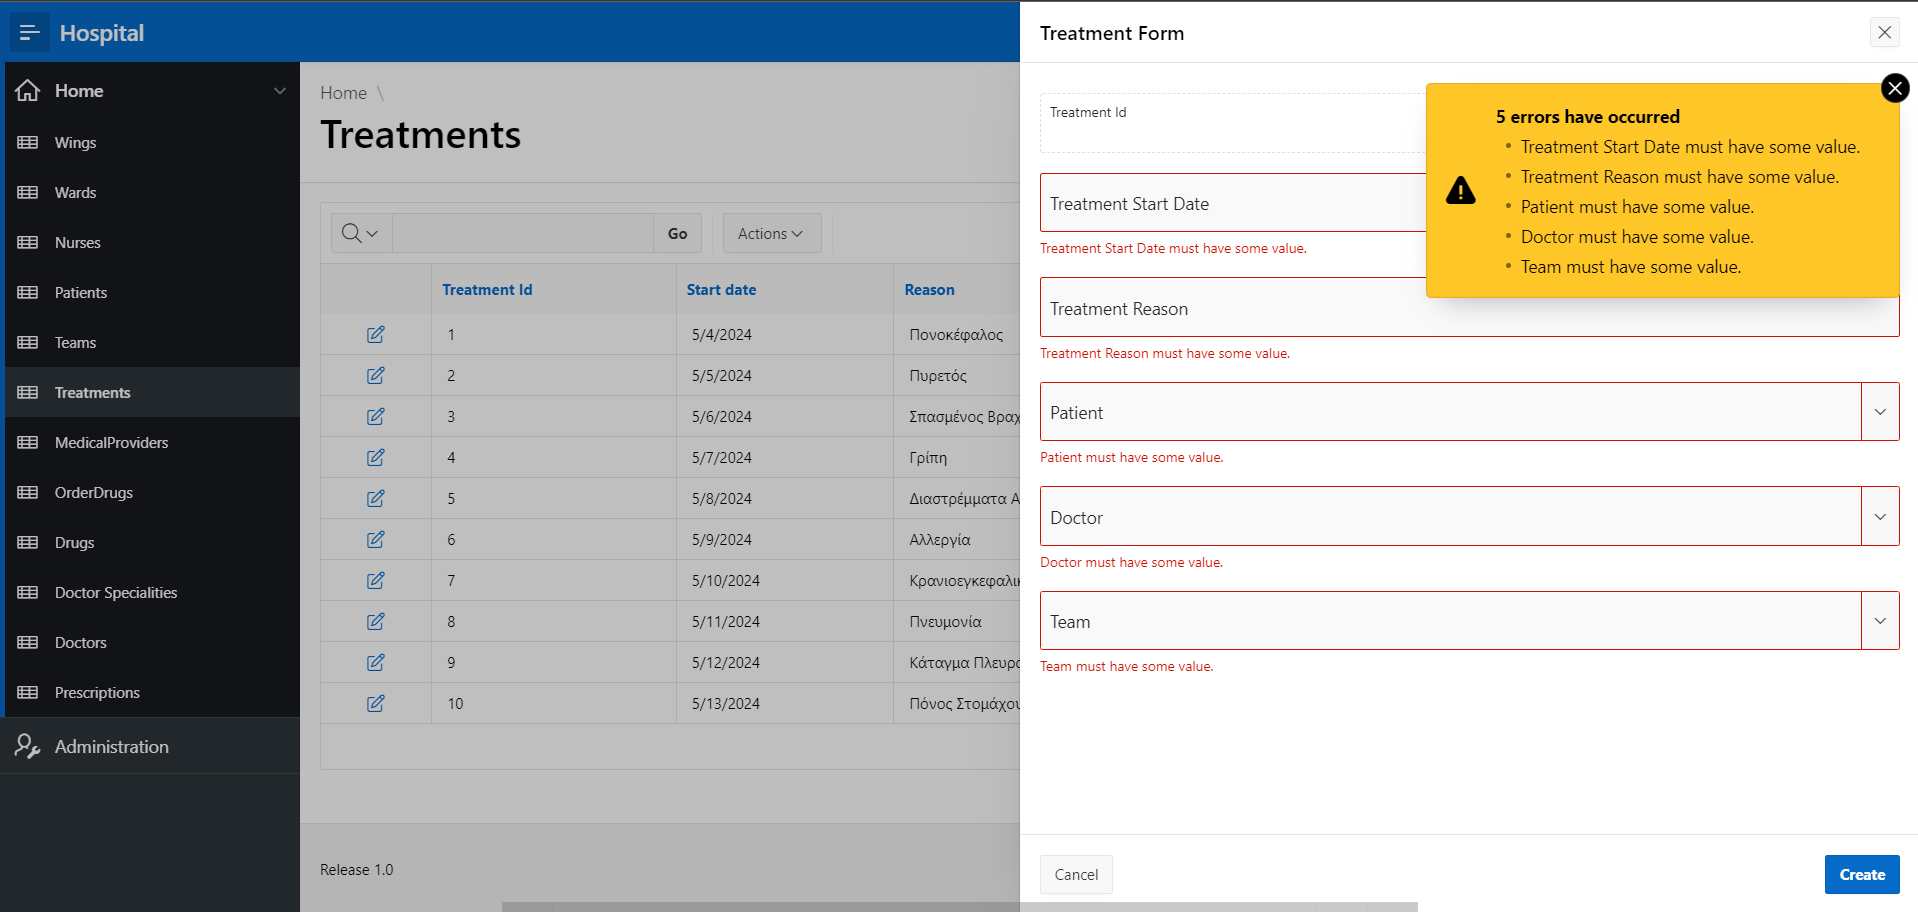 Hospital
Home
Wings
Wards
Nurses
Patients
Teams
Treatments
MedicalProviders
OrderDrugs
Drugs
Doctor Specialities
Doctors
Prescriptions
Administration
Home \
Treatments
Go Actions
Treatment Id Start date Reason
1 5/4/2024 Πονοκέφαλος
2 5/5/2024 Πυρετός
3 5/6/2024 Σπασμένος Βραχ
4 5/7/2024 Γρίπη
5 5/8/2024 Διαστρέμματα Α
6 5/9/2024 Αλλεργία
7 5/10/2024 Κρανιοεγκεφαλικ
8 5/11/2024 Πνευμονία
9 5/12/2024 Κάταγμα Πλευρο
10 5/13/2024 Πόνος Στομάχου
Release 1.0
Treatment Form
Treatment Id
Treatment Start Date
Treatment Start Date must have some value.
Treatment Reason
Treatment Reason must have some value.
Patient
Patient must have some value.
Doctor
Doctor must have some value.
Team
Team must have some value.
5 errors have occurred
• Treatment Start Date must have some value.
• Treatment Reason must have some value.
• Patient must have some value.
• Doctor must have some value.
• Team must have some value.
Cancel Create